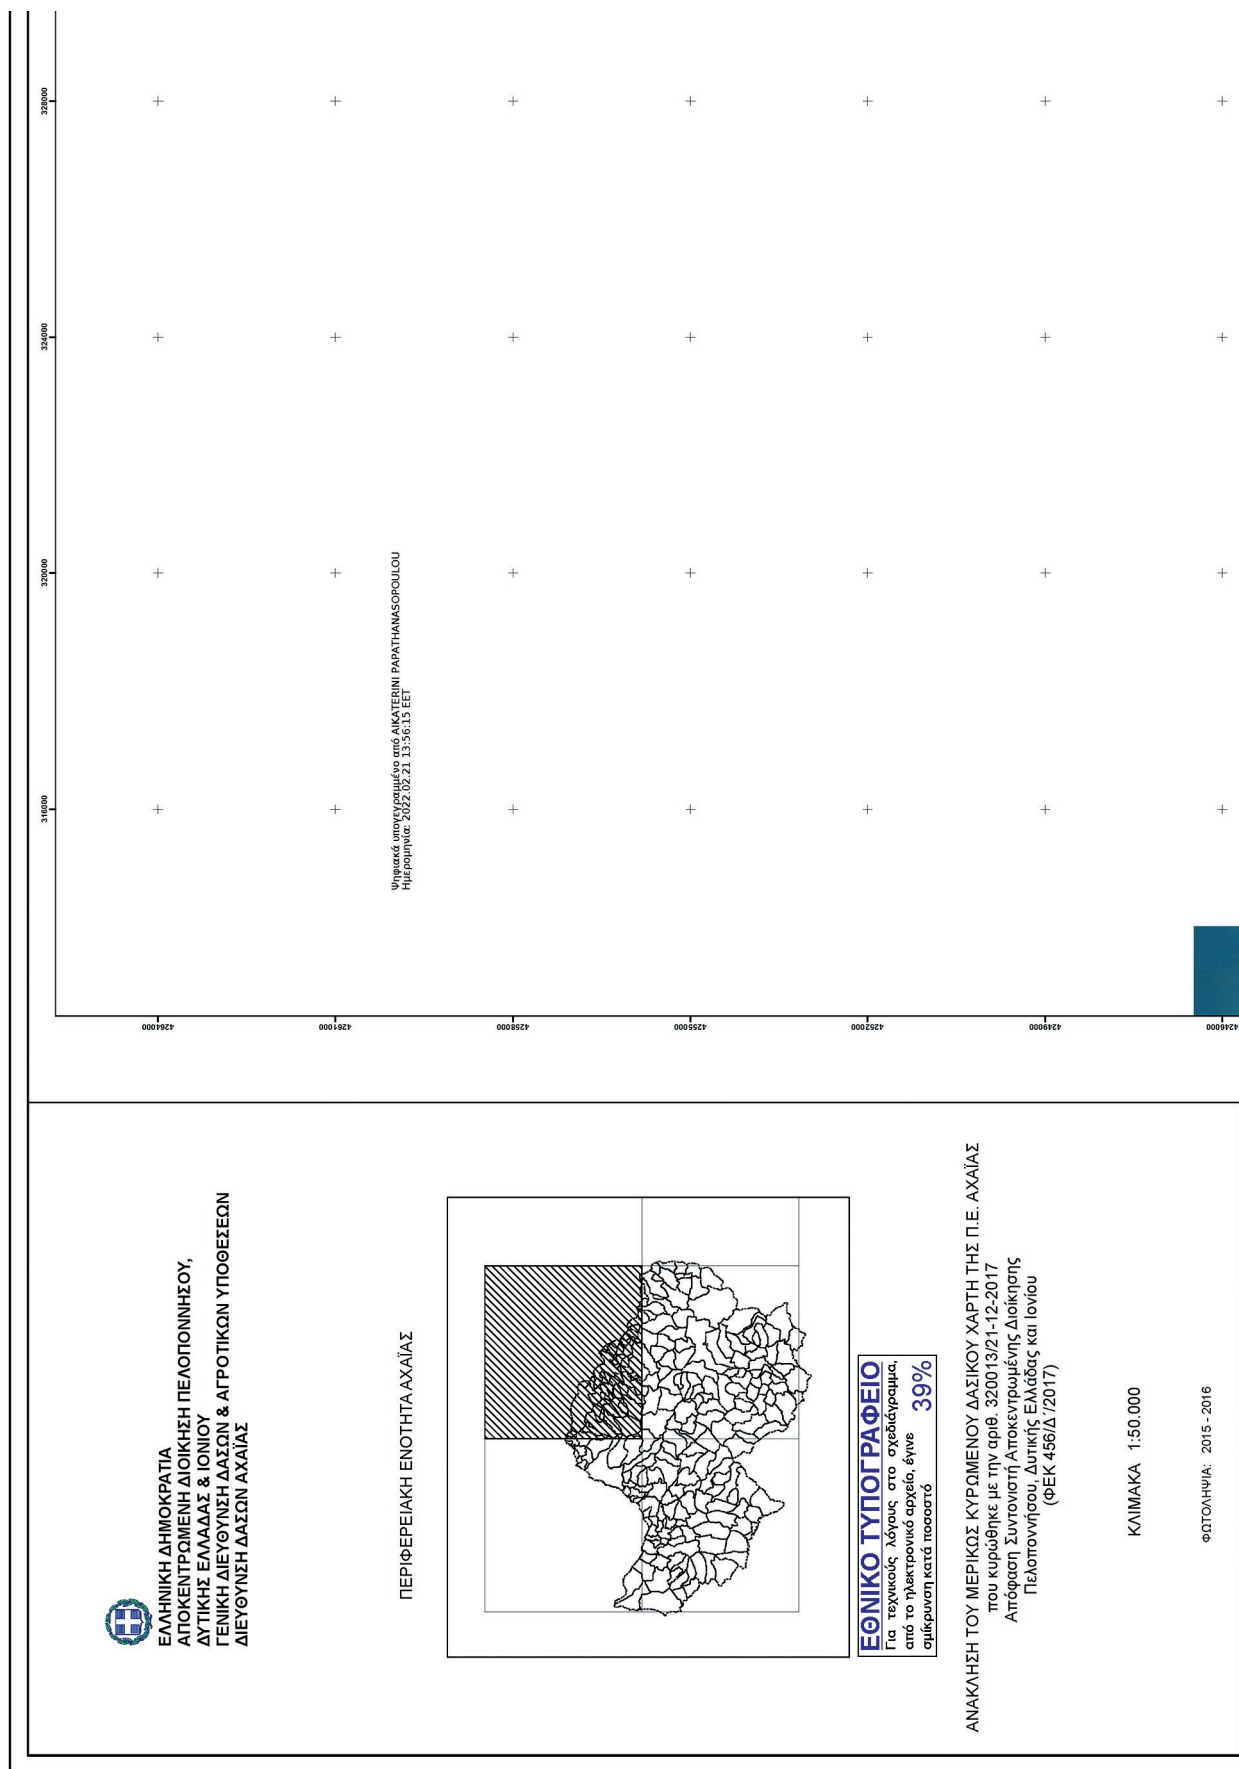 ΕΛΛΗΝΙΚΗ ΔΗΜΟΚΡΑΤΙΑ
ΑΠΟΚΕΝΤΡΩΜΕΝΗ ΔΙΟΙΚΗΣΗ ΠΕΛΟΠΟΝΝΗΣΟΥ,
ΔΥΤΙΚΗΣ ΕΛΛΑΔΑΣ & ΙΟΝΙΟΥ
ΓΕΝΙΚΗ ΔΙΕΥΘΥΝΣΗ ΔΑΣΩΝ & ΑΓΡΟΤΙΚΩΝ ΥΠΟΘΕΣΕΩΝ
ΔΙΕΥΘΥΝΣΗ ΔΑΣΩΝ ΑΧΑΪΑΣ
ΠΕΡΙΦΕΡΕΙΑΚΗ ΕΝΟΤΗΤΑ ΑΧΑΪΑΣ
ΕΘΝΙΚΟ ΤΥΠΟΓΡΑΦΕΙΟ
Για τεχνικούς λόγους στο σχεδιάγραμμα,
από το ηλεκτρονικό αρχείο, έγινε
σμίκρυνση κατά ποσοστό 39%
ΑΝΑΚΛΗΣΗ ΤΟΥ ΜΕΡΙΚΩΣ ΚΥΡΩΜΕΝΟΥ ΔΑΣΙΚΟΥ ΧΑΡΤΗ ΤΗΣ Π.Ε. ΑΧΑΪΑΣ
που κυρώθηκε με την αριθ. 320013/21-12-2017
Απόφαση Συντονιστή Αποκεντρωμένης Διοίκησης
Πελοποννήσου, Δυτικής Ελλάδας και Ιονίου
(ΦΕΚ 456/Δ΄/2017)
ΚΛΙΜΑΚΑ 1:50.000
ΦΩΤΟΛΗΨΙΑ: 2015 - 2016
316000
320000
324000
328000
4264000
4261000
4258000
4255000
4252000
4249000
4246000
Ψηφιακά υπογεγραμμένο από AIKATERINI PAPATHANASOPOULOU
Ημερομηνία: 2022.02.21 13:56:15 EET